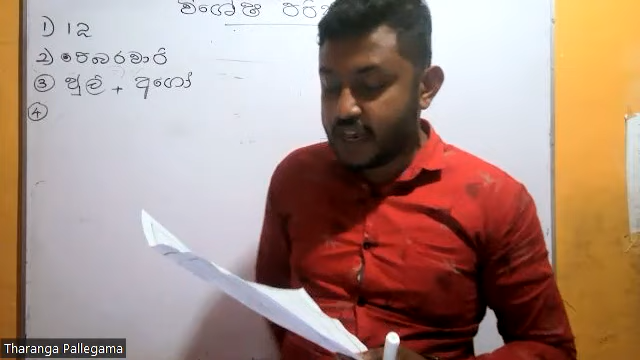 විශේෂ
1) 12
2) පෙබරවාරි
③ ජුලි + අගෝ
④
Tharanga Pallegama